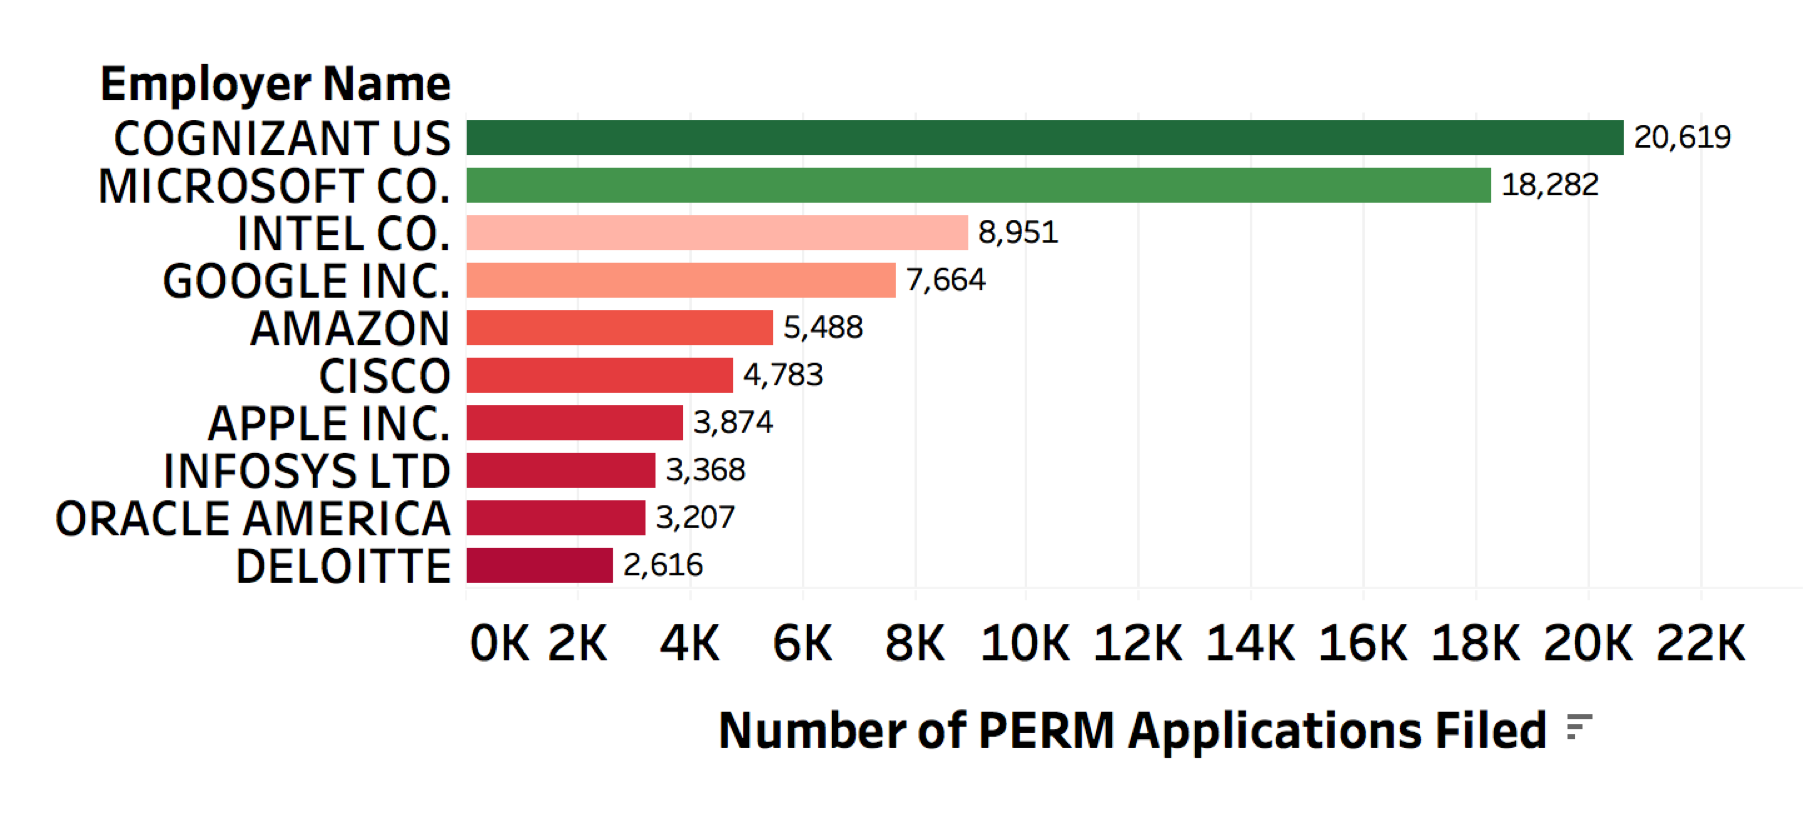 Employer Name
COGNIZANT US 20,619
MICROSOFT CO. 18,282
INTEL CO. 8,951
GOOGLE INC. 7,664
AMAZON 5,488
CISCO 4,783
APPLE INC. 3,874
INFOSYS LTD 3,368
ORACLE AMERICA 3,207
DELOITTE 2,616
0K 2K 4K 6K 8K 10K 12K 14K 16K 18K 20K 22K
Number of PERM Applications Filed